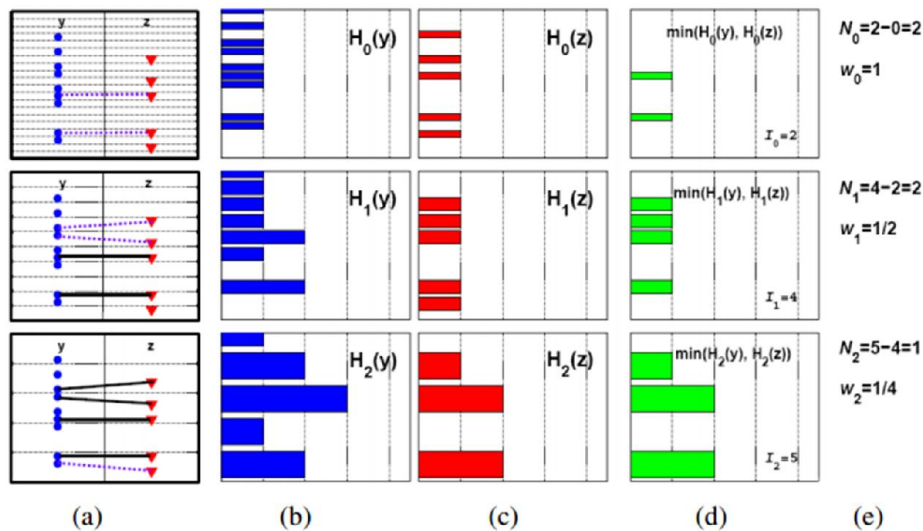 y z H₀(y) H₀(z) min(H₀(y), H₀(z)) N₀=2−0=2
w₀=1
I₀=2
y z H₁(y) H₁(z) min(H₁(y), H₁(z)) N₁=4−2=2
w₁=1/2
I₁=4
y z H₂(y) H₂(z) min(H₂(y), H₂(z)) N₂=5−4=1
w₂=1/4
I₂=5
(a) (b) (c) (d) (e)